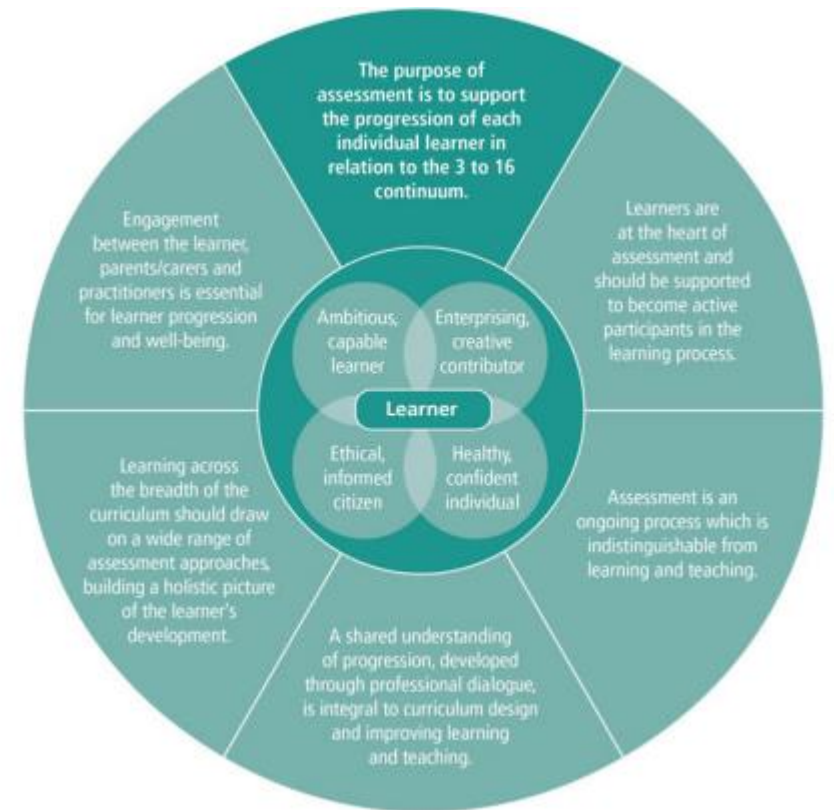 The purpose of
assessment is to support
the progression of each
individual learner in
relation to the 3 to 16
continuum.
Learners are
at the heart of
assessment and
should be supported
to become active
participants in the
learning process.
Assessment is an
ongoing process which is
indistinguishable from
learning and teaching.
A shared understanding
of progression, developed
through professional dialogue,
is integral to curriculum design
and improving learning
and teaching.
Learning across
the breadth of the
curriculum should draw
on a wide range of
assessment approaches,
building a holistic picture
of the learner's
development.
Engagement
between the learner,
parents/carers and
practitioners is essential
for learner progression
and well-being.
Ambitious,
capable
learner
Enterprising,
creative
contributor
Learner
Ethical,
informed
citizen
Healthy,
confident
individual